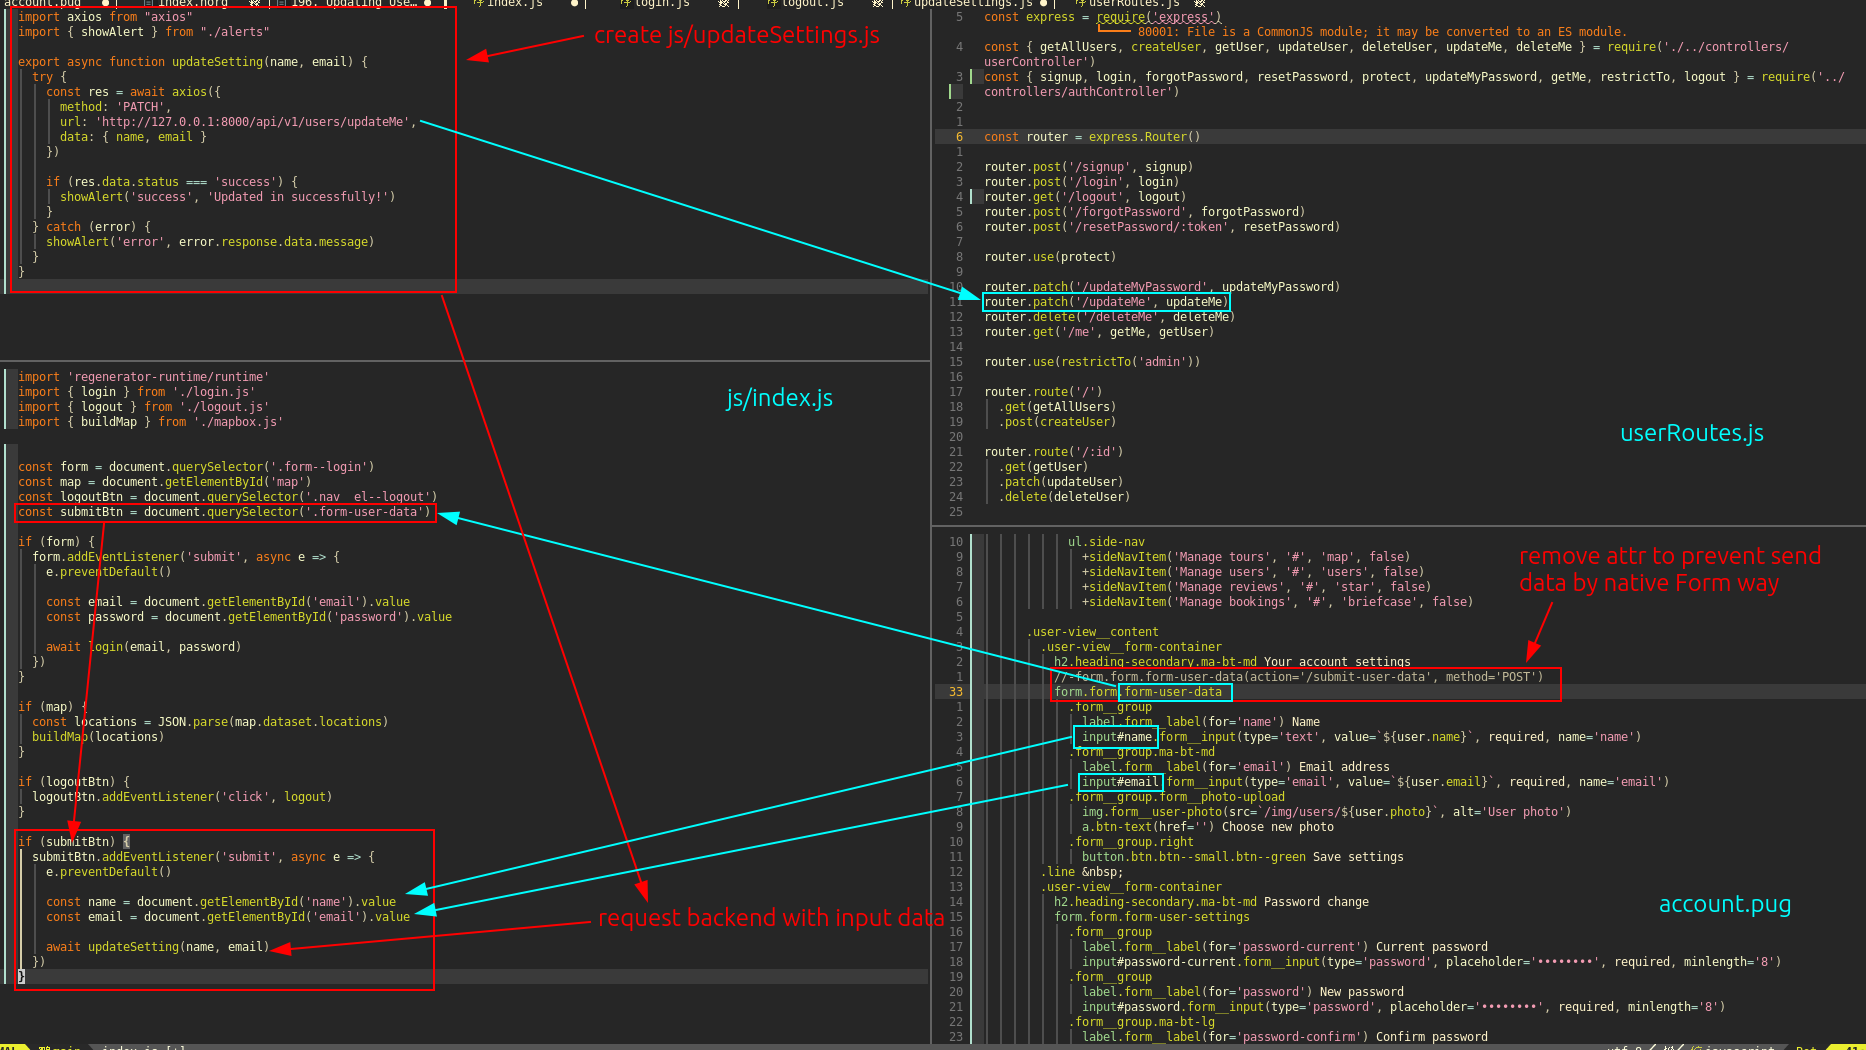 account.pug
index.norg
196. Updating Use…
index.js
login.js
logout.js
updateSettings.js
userRoutes.js
import axios from "axios"
import { showAlert } from "./alerts"
export async function updateSetting(name, email) {
try {
const res = await axios({
method: 'PATCH',
url: 'http://127.0.0.1:8000/api/v1/users/updateMe',
data: { name, email }
})
if (res.data.status === 'success') {
showAlert('success', 'Updated in successfully!')
}
} catch (error) {
showAlert('error', error.response.data.message)
}
}
create js/updateSettings.js
import 'regenerator-runtime/runtime'
import { login } from './login.js'
import { logout } from './logout.js'
import { buildMap } from './mapbox.js'
js/index.js
const form = document.querySelector('.form--login')
const map = document.getElementById('map')
const logoutBtn = document.querySelector('.nav__el--logout')
const submitBtn = document.querySelector('.form-user-data')
if (form) {
form.addEventListener('submit', async e => {
e.preventDefault()
const email = document.getElementById('email').value
const password = document.getElementById('password').value
await login(email, password)
})
}
if (map) {
const locations = JSON.parse(map.dataset.locations)
buildMap(locations)
}
if (logoutBtn) {
logoutBtn.addEventListener('click', logout)
}
if (submitBtn) {
submitBtn.addEventListener('submit', async e => {
e.preventDefault()
const name = document.getElementById('name').value
const email = document.getElementById('email').value
await updateSetting(name, email)
})
}
request backend with input data
5 const express = require('express')
80001: File is a CommonJS module; it may be converted to an ES module.
4 const { getAllUsers, createUser, getUser, updateUser, deleteUser, updateMe, deleteMe } = require('./../controllers/
userController')
3 const { signup, login, forgotPassword, resetPassword, protect, updateMyPassword, getMe, restrictTo, logout } = require('../
controllers/authController')
2
1
6 const router = express.Router()
1
2 router.post('/signup', signup)
3 router.post('/login', login)
4 router.get('/logout', logout)
5 router.post('/forgotPassword', forgotPassword)
6 router.post('/resetPassword/:token', resetPassword)
7
8 router.use(protect)
9
10 router.patch('/updateMyPassword', updateMyPassword)
11 router.patch('/updateMe', updateMe)
12 router.delete('/deleteMe', deleteMe)
13 router.get('/me', getMe, getUser)
14
15 router.use(restrictTo('admin'))
16
17 router.route('/')
18 .get(getAllUsers)
19 .post(createUser)
20
21 router.route('/:id')
22 .get(getUser)
23 .patch(updateUser)
24 .delete(deleteUser)
25
userRoutes.js
10 ul.side-nav
9 +sideNavItem('Manage tours', '#', 'map', false)
8 +sideNavItem('Manage users', '#', 'users', false)
7 +sideNavItem('Manage reviews', '#', 'star', false)
6 +sideNavItem('Manage bookings', '#', 'briefcase', false)
5
4 .user-view__content
3 .user-view__form-container
2 h2.heading-secondary.ma-bt-md Your account settings
1 //-form.form.form-user-data(action='/submit-user-data', method='POST')
33 form.form.form-user-data
1 .form__group
2 label.form__label(for='name') Name
3 input#name.form__input(type='text', value=`${user.name}`, required, name='name')
4 .form__group.ma-bt-md
5 label.form__label(for='email') Email address
6 input#email.form__input(type='email', value=`${user.email}`, required, name='email')
7 .form__group.form__photo-upload
8 img.form__user-photo(src=`/img/users/${user.photo}`, alt='User photo')
9 a.btn-text(href='') Choose new photo
10 .form__group.right
11 button.btn.btn--small.btn--green Save settings
12 .line &nbsp;
13 .user-view__form-container
14 h2.heading-secondary.ma-bt-md Password change
15 form.form.form-user-settings
16 .form__group
17 label.form__label(for='password-current') Current password
18 input#password-current.form__input(type='password', placeholder='••••••••', required, minlength='8')
19 .form__group
20 label.form__label(for='password') New password
21 input#password.form__input(type='password', placeholder='••••••••', required, minlength='8')
22 .form__group.ma-bt-lg
23 label.form__label(for='password-confirm') Confirm password
remove attr to prevent send
data by native Form way
account.pug
main
index.js [+]